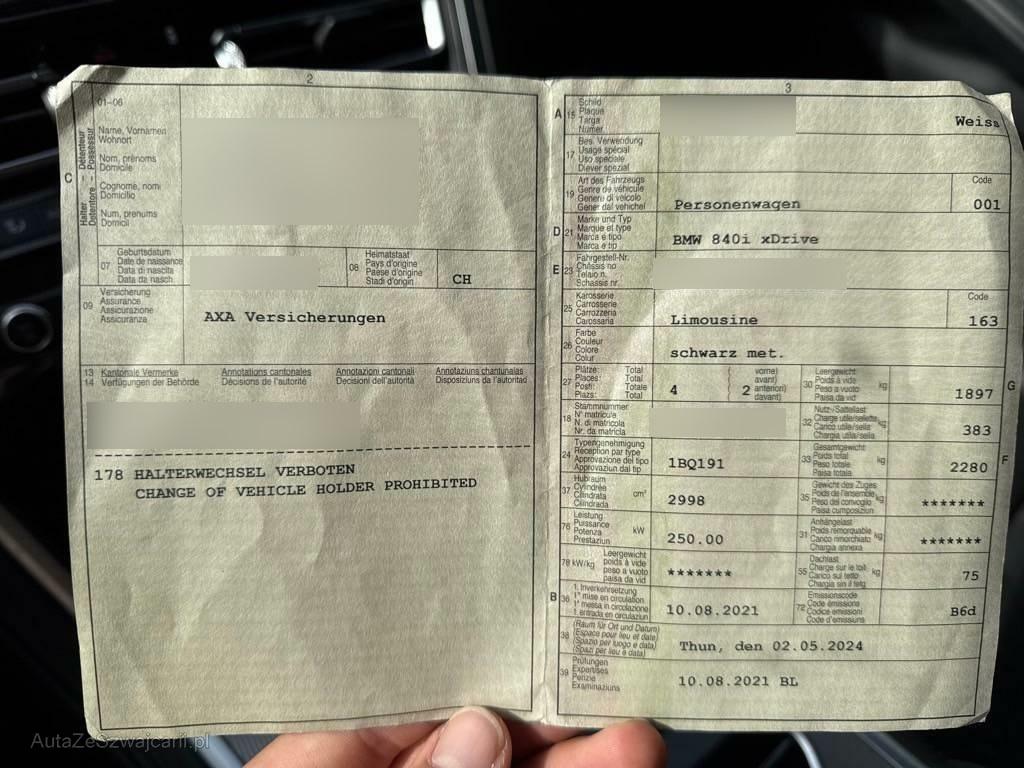 2
01–06
Halter – Détenteur
Detentore – Possessur
C
Name, Vornamen
Wohnort
Nom, prénoms
Domicile
Cognome, nomi
Domicilio
Num, prenums
Domicil
07
Geburtsdatum
Date de naissance
Data di nascita
Data da nasch.
08
Heimatstaat
Pays d'origine
Paese d'origine
Stadi d'origin
CH
09
Versicherung
Assurance
Assicurazione
Assicuranza
AXA Versicherungen
13 Kantonale Vermerke Annotations cantonales Annotazioni cantonali Annotaziuns chantunalas
14 Verfügungen der Behörde Décisions de l'autorité Decisioni dell'autorità Disposiziuns da l'autoritad
178 HALTERWECHSEL VERBOTEN
CHANGE OF VEHICLE HOLDER PROHIBITED
3
A
15
Schild
Plaque
Targa
Numer
Weiss
17
Bes. Verwendung
Usage spécial
Uso speciale
Diever spezial
19
Art des Fahrzeugs
Genre de véhicule
Genere di veicolo
Gener dal vehichel
Personenwagen
Code
001
D
21
Marke und Typ
Marque et type
Marca e tipo
Marca e tip
BMW 840i xDrive
E
23
Fahrgestell-Nr.
Châssis no
Telaio n.
Schassis nr.
25
Karosserie
Carrosserie
Carrozzeria
Carossaria
Limousine
Code
163
26
Farbe
Couleur
Colore
Colur
schwarz met.
27
Plätze: Total
Places: Total
Posti: Totale
Plazs: Total
4
2
vorne)
avant)
anteriori)
davant)
30
Leergewicht
Poids à vide
Peso a vuoto
Paisa da vid
kg
1897
G
18
Stammnummer
N° matricule
N. di matricola
Nr. da matricla
32
Nutz-/Sattellast
Charge utile/sellette
Carico utile/sella
Chargia utila/sella
kg
383
24
Typengenehmigung
Réception par type
Approvazione del tipo
Approvaziun dal tip
1BQ191
33
Gesamtgewicht
Poids total
Peso totale
Paisa totala
kg
2280
F
37
Hubraum
Cylindrée
Cilindrata
Cilindrada
cm³
2998
35
Gewicht des Zuges
Poids de l'ensemble
Peso del convoglio
Paisa cumposiziun
kg
*******
76
Leistung
Puissance
Potenza
Prestaziun
kW
250.00
31
Anhängelast
Poids remorquable
Carico rimorchiato
Chargia annexa
kg
*******
78 kW/kg
Leergewicht
poids à vide
peso a vuoto
paisa da vid
*******
55
Dachlast
Charge sur le toit
Carico sul tetto
Chargia sin il tetg
kg
75
B
36
1. Inverkehrsetzung
1re mise en circulation
1a messa in circolazione
1. entrada en circulaziun
10.08.2021
72
Emissionscode
Code émissions
Codice emissioni
Code d'emissiuns
B6d
38
(Raum für Ort und Datum)
(Espace pour lieu et date)
(Spazio per luogo e data)
(Spazi per lieu e data)
Thun, den 02.05.2024
39
Prüfungen
Expertises
Perizie
Examinaziuns
10.08.2021 BL
AutaZeSzwajcarii.pl